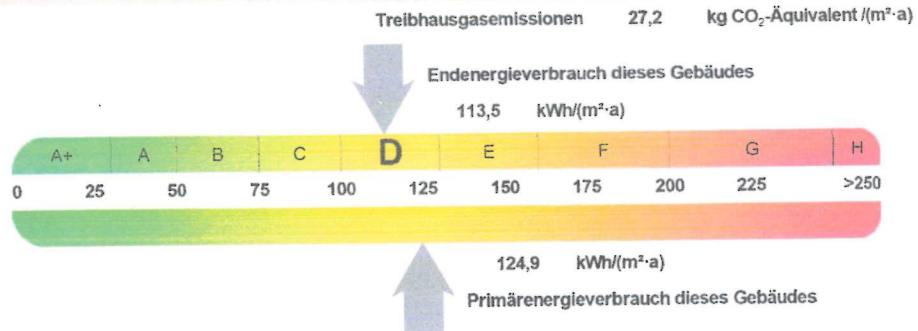 Treibhausgasemissionen 27,2 kg CO₂-Äquivalent /(m²·a)
Endenergieverbrauch dieses Gebäudes
113,5 kWh/(m²·a)
A+ A B C D E F G H
0 25 50 75 100 125 150 175 200 225 >250
124,9 kWh/(m²·a)
Primärenergieverbrauch dieses Gebäudes